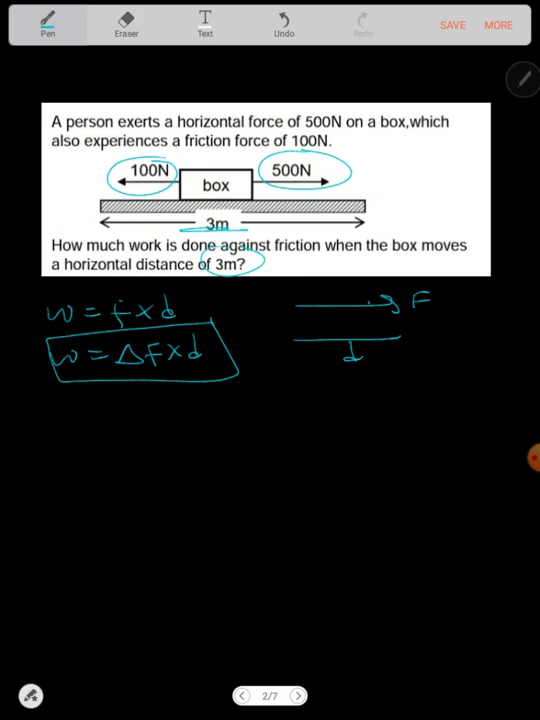 Pen Eraser Text Undo Redo SAVE MORE
A person exerts a horizontal force of 500N on a box,which
also experiences a friction force of 100N.
100N 500N
box
3m
How much work is done against friction when the box moves
a horizontal distance of 3m?
w = f x d
w = ΔF x d
F
d
2/7